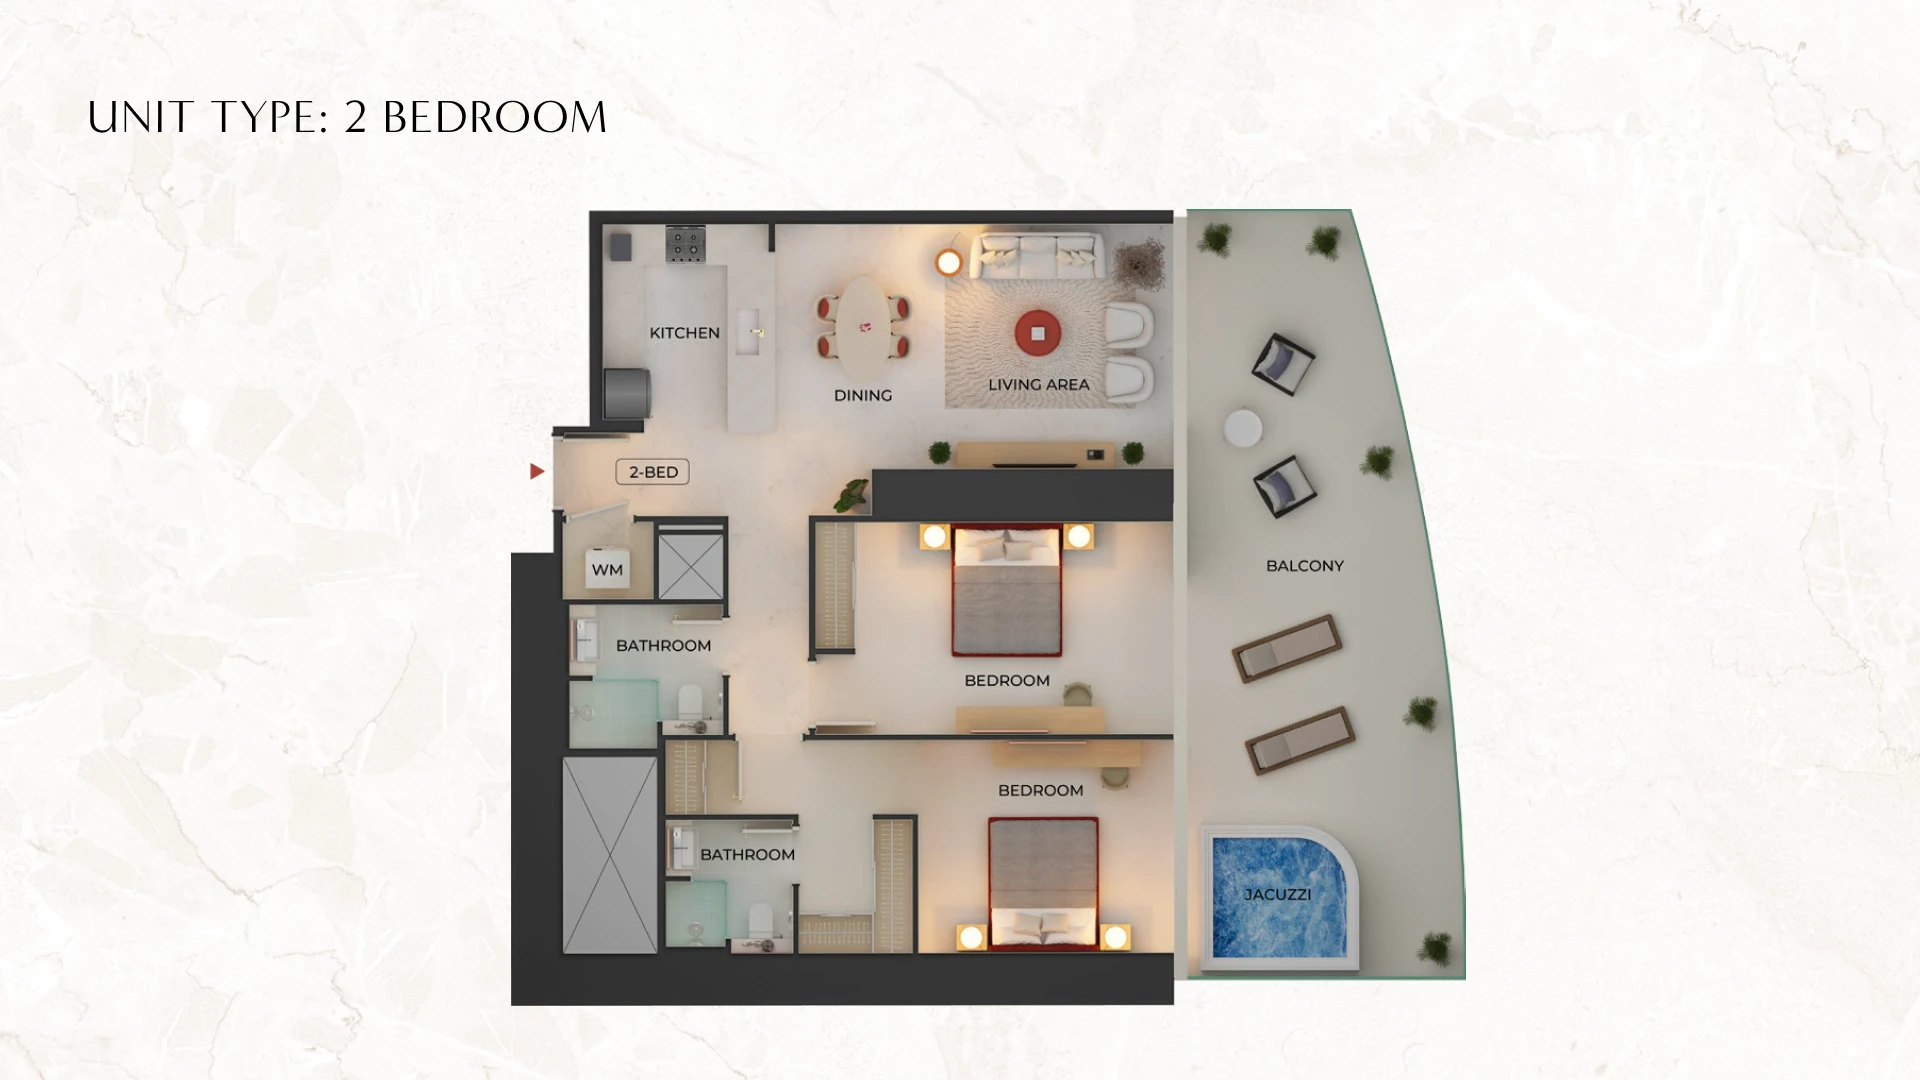 UNIT TYPE: 2 BEDROOM
KITCHEN
DINING
LIVING AREA
2-BED
WM
BATHROOM
BEDROOM
BALCONY
BEDROOM
BATHROOM
JACUZZI